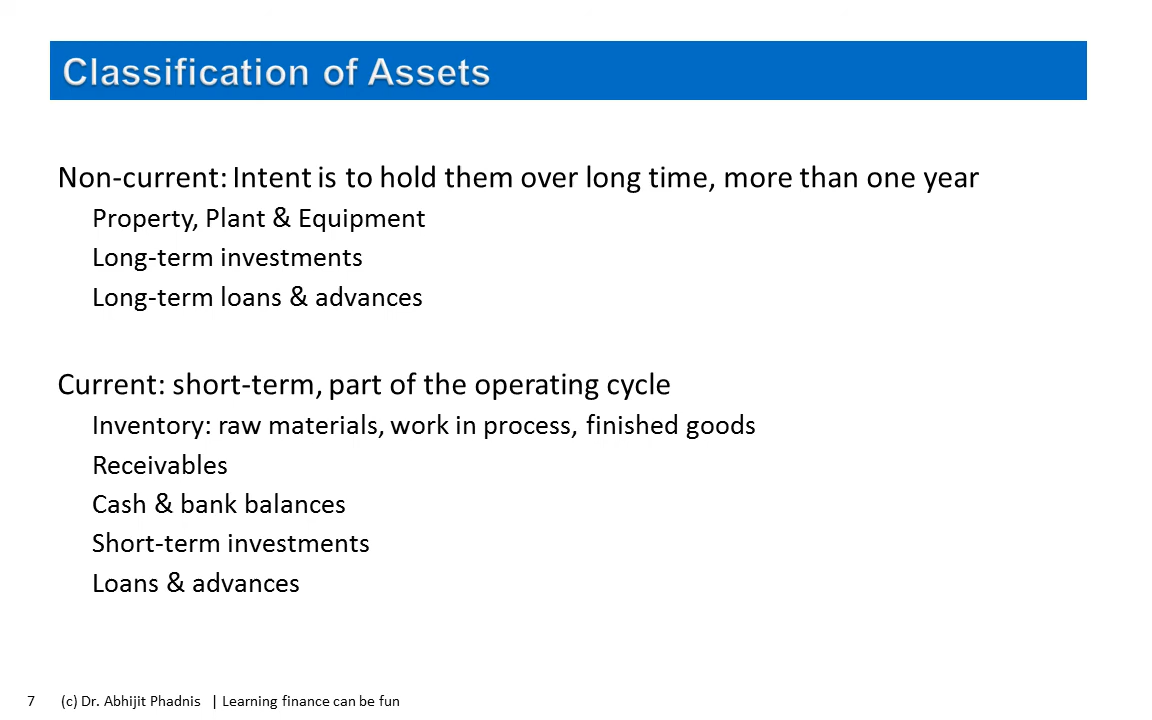 Classification of Assets
Non-current: Intent is to hold them over long time, more than one year
Property, Plant & Equipment
Long-term investments
Long-term loans & advances
Current: short-term, part of the operating cycle
Inventory: raw materials, work in process, finished goods
Receivables
Cash & bank balances
Short-term investments
Loans & advances
7 (c) Dr. Abhijit Phadnis | Learning finance can be fun